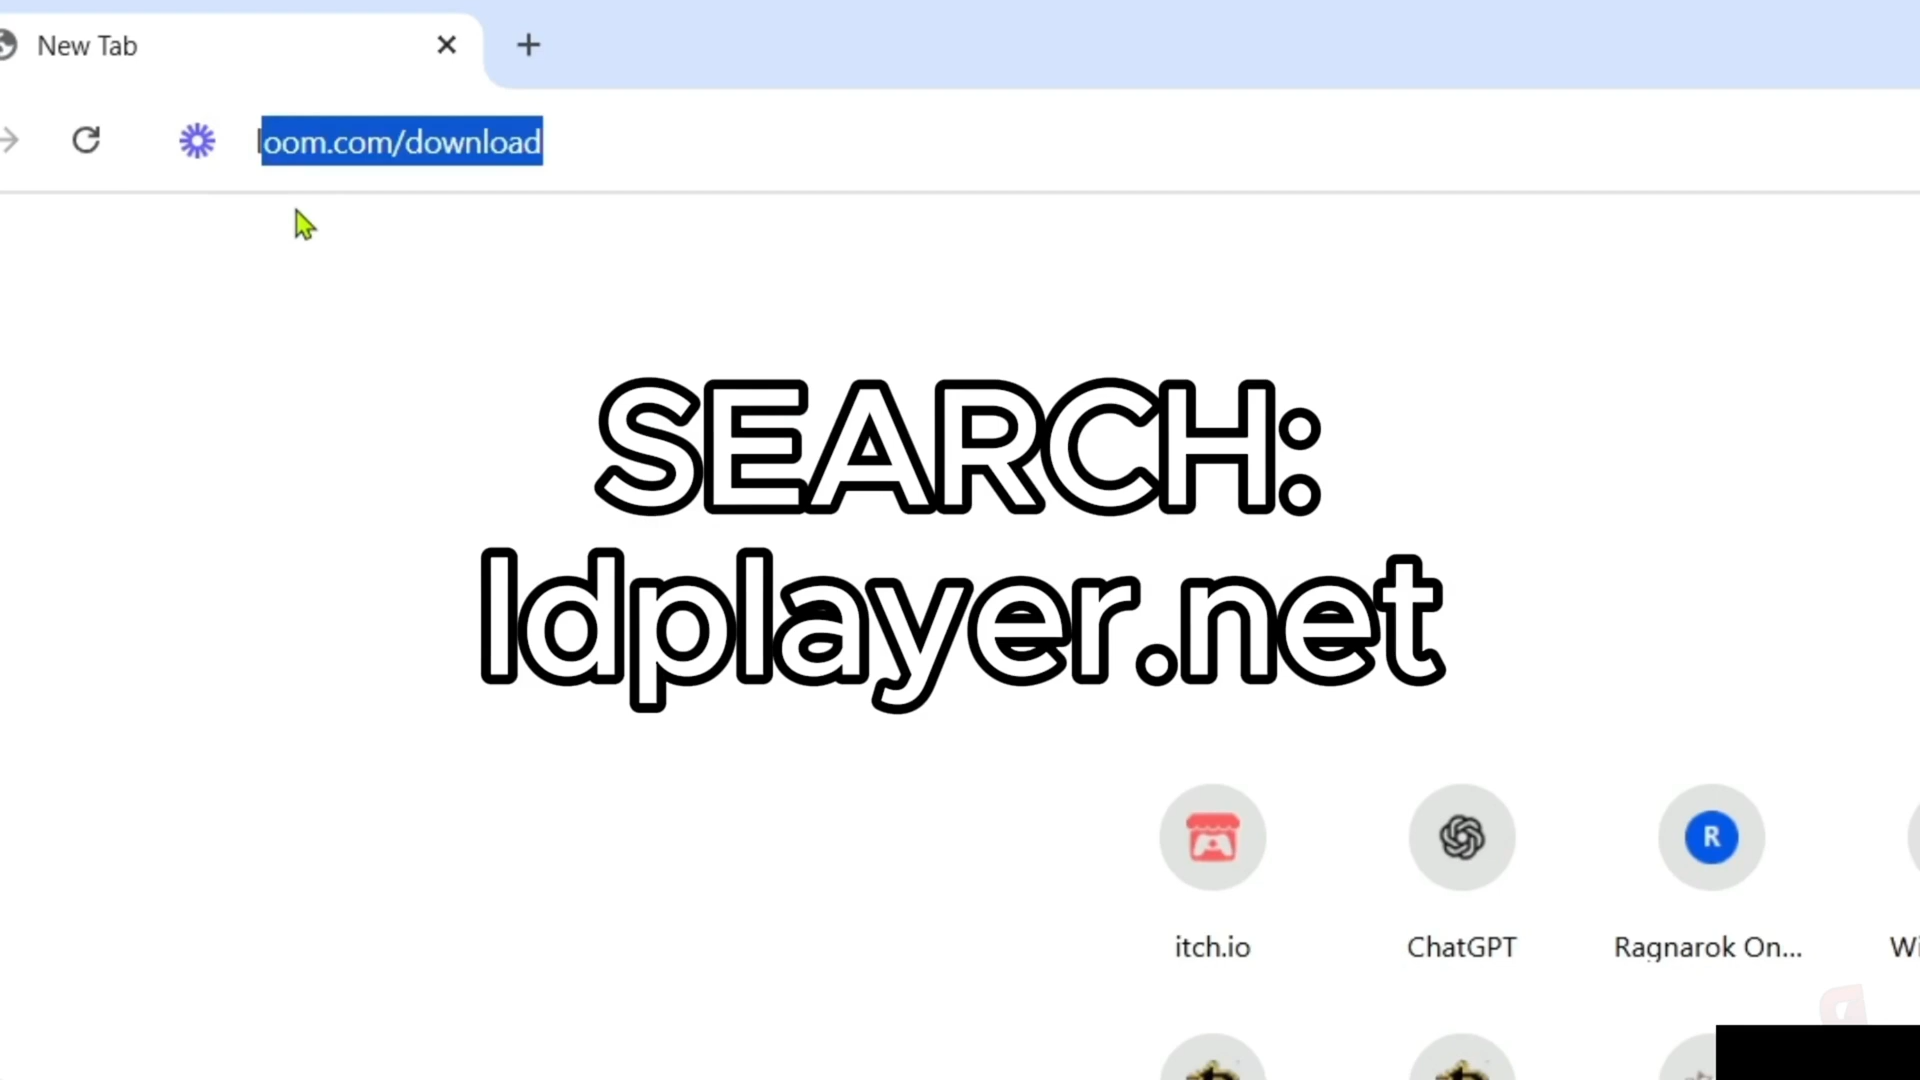 New Tab
loom.com/download
SEARCH:
ldplayer.net
itch.io
ChatGPT
R
Ragnarok On...